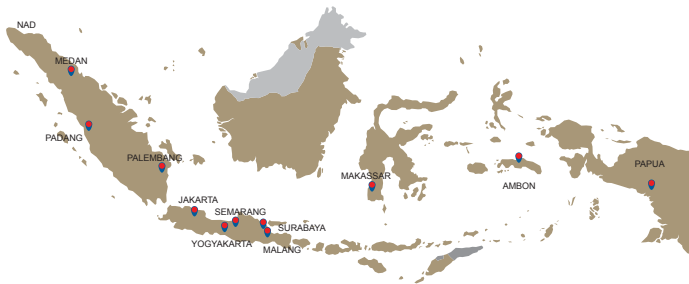 NAD
MEDAN
PADANG
PALEMBANG
JAKARTA
SEMARANG
YOGYAKARTA
SURABAYA
MALANG
MAKASSAR
AMBON
PAPUA